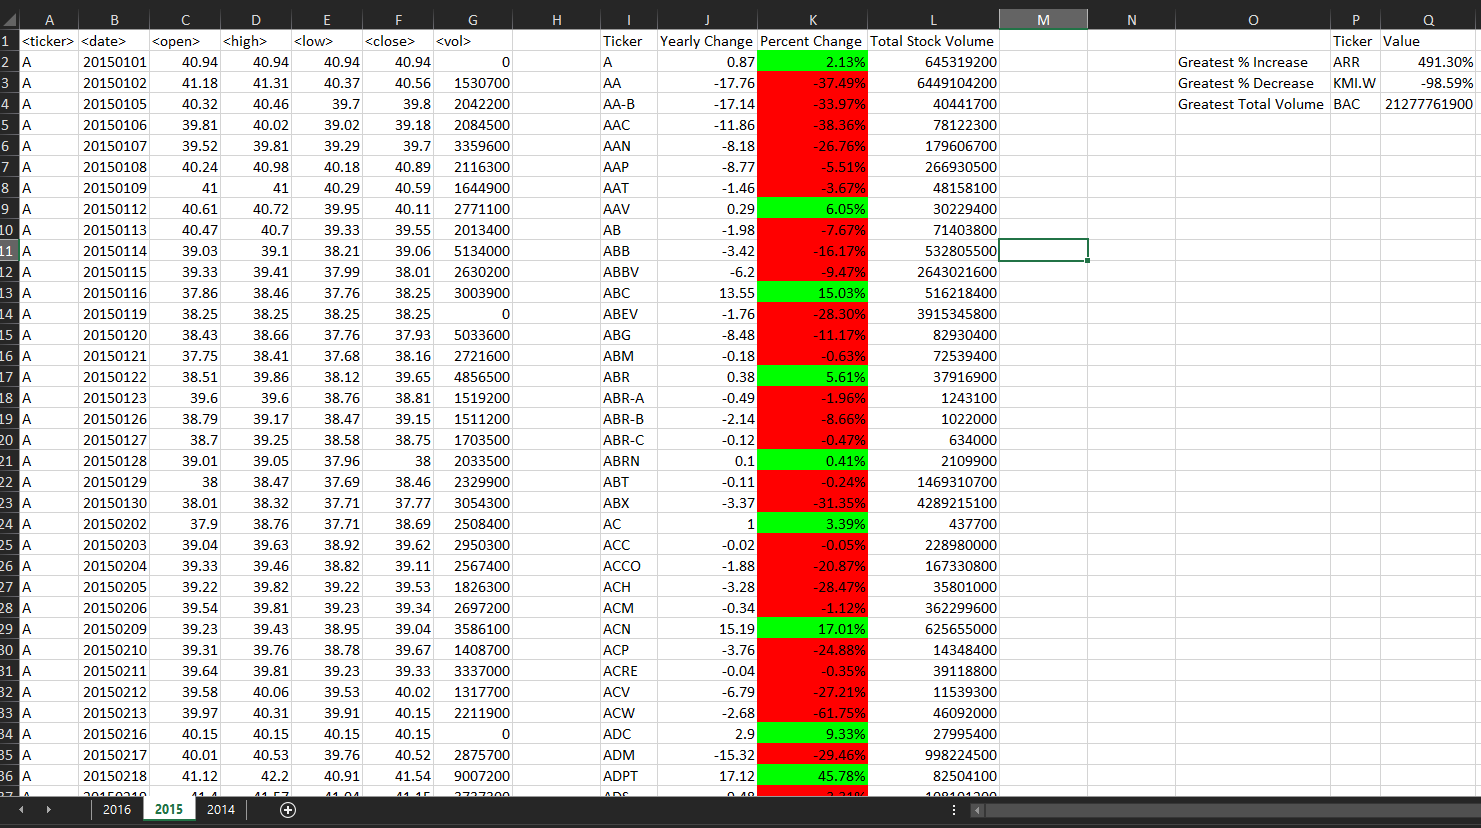 A B C D E F G H I J K L M N O P Q
1 <ticker> <date> <open> <high> <low> <close> <vol> Ticker Yearly Change Percent Change Total Stock Volume Ticker Value
2 A 20150101 40.94 40.94 40.94 40.94 0 A 0.87 2.13% 645319200 Greatest % Increase ARR 491.30%
3 A 20150102 41.18 41.31 40.37 40.56 1530700 AA -17.76 -37.49% 6449104200 Greatest % Decrease KMI.W -98.59%
4 A 20150105 40.32 40.46 39.7 39.8 2042200 AA-B -17.14 -33.97% 40441700 Greatest Total Volume BAC 21277761900
5 A 20150106 39.81 40.02 39.02 39.18 2084500 AAC -11.86 -38.36% 78122300
6 A 20150107 39.52 39.81 39.29 39.7 3359600 AAN -8.18 -26.76% 179606700
7 A 20150108 40.24 40.98 40.18 40.89 2116300 AAP -8.77 -5.51% 266930500
8 A 20150109 41 41 40.29 40.59 1644900 AAT -1.46 -3.67% 48158100
9 A 20150112 40.61 40.72 39.95 40.11 2771100 AAV 0.29 6.05% 30229400
10 A 20150113 40.47 40.7 39.33 39.55 2013400 AB -1.98 -7.67% 71403800
11 A 20150114 39.03 39.1 38.21 39.06 5134000 ABB -3.42 -16.17% 532805500
12 A 20150115 39.33 39.41 37.99 38.01 2630200 ABBV -6.2 -9.47% 2643021600
13 A 20150116 37.86 38.46 37.76 38.25 3003900 ABC 13.55 15.03% 516218400
14 A 20150119 38.25 38.25 38.25 38.25 0 ABEV -1.76 -28.30% 3915345800
15 A 20150120 38.43 38.66 37.76 37.93 5033600 ABG -8.48 -11.17% 82930400
16 A 20150121 37.75 38.41 37.68 38.16 2721600 ABM -0.18 -0.63% 72539400
17 A 20150122 38.51 39.86 38.12 39.65 4856500 ABR 0.38 5.61% 37916900
18 A 20150123 39.6 39.6 38.76 38.81 1519200 ABR-A -0.49 -1.96% 1243100
19 A 20150126 38.79 39.17 38.47 39.15 1511200 ABR-B -2.14 -8.66% 1022000
20 A 20150127 38.7 39.25 38.58 38.75 1703500 ABR-C -0.12 -0.47% 634000
21 A 20150128 39.01 39.05 37.96 38 2033500 ABRN 0.1 0.41% 2109900
22 A 20150129 38 38.47 37.69 38.46 2329900 ABT -0.11 -0.24% 1469310700
23 A 20150130 38.01 38.32 37.71 37.77 3054300 ABX -3.37 -31.35% 4289215100
24 A 20150202 37.9 38.76 37.71 38.69 2508400 AC 1 3.39% 437700
25 A 20150203 39.04 39.63 38.92 39.62 2950300 ACC -0.02 -0.05% 228980000
26 A 20150204 39.33 39.46 38.82 39.11 2567400 ACCO -1.88 -20.87% 167330800
27 A 20150205 39.22 39.82 39.22 39.53 1826300 ACH -3.28 -28.47% 35801000
28 A 20150206 39.54 39.81 39.23 39.34 2697200 ACM -0.34 -1.12% 362299600
29 A 20150209 39.23 39.43 38.95 39.04 3586100 ACN 15.19 17.01% 625655000
30 A 20150210 39.31 39.76 38.78 39.67 1408700 ACP -3.76 -24.88% 14348400
31 A 20150211 39.64 39.81 39.23 39.33 3337000 ACRE -0.04 -0.35% 39118800
32 A 20150212 39.58 40.06 39.53 40.02 1317700 ACV -6.79 -27.21% 11539300
33 A 20150213 39.97 40.31 39.91 40.15 2211900 ACW -2.68 -61.75% 46092000
34 A 20150216 40.15 40.15 40.15 40.15 0 ADC 2.9 9.33% 27995400
35 A 20150217 40.01 40.53 39.76 40.52 2875700 ADM -15.32 -29.46% 998224500
36 A 20150218 41.12 42.2 40.91 41.54 9007200 ADPT 17.12 45.78% 82504100
2016 2015 2014